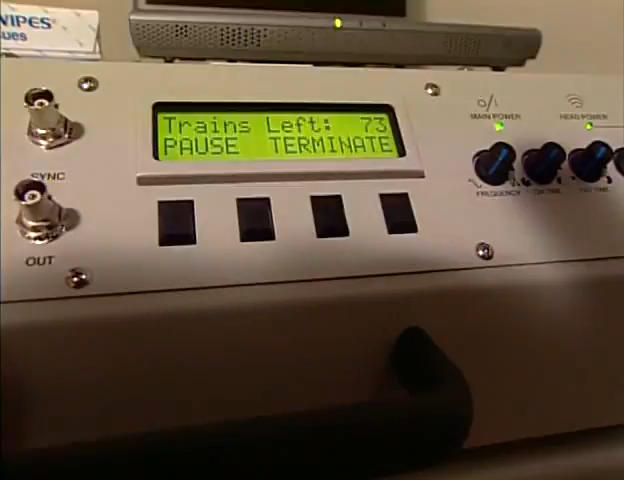 WIPES
Trains Left: 73
PAUSE TERMINATE
MAIN POWER
HEAD POWER
SYNC
FREQUENCY
OUT